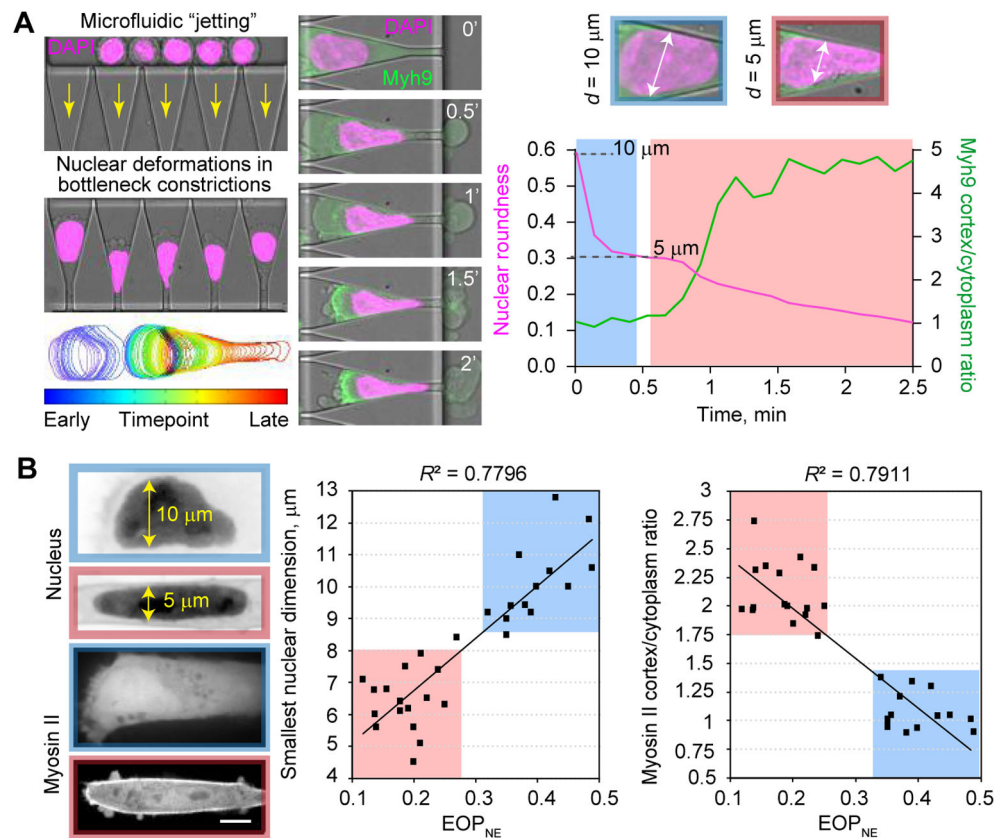 A
Microfluidic “jetting”
DAPI
Nuclear deformations in
bottleneck constrictions
Early Timepoint Late
DAPI
0'
Myh9
0.5'
1'
1.5'
2'
d = 10 µm
d = 5 µm
Nuclear roundness
0.6
0.5
0.4
0.3
0.2
0.1
0.0
10 µm
5 µm
5
4
3
2
1
0
Myh9 cortex/cytoplasm ratio
0 0.5 1 1.5 2 2.5
Time, min
B
Nucleus
10 µm
5 µm
Myosin II
R² = 0.7796
Smallest nuclear dimension, µm
13
12
11
10
9
8
7
6
5
4
0.1 0.2 0.3 0.4 0.5
EOP_NE
R² = 0.7911
Myosin II cortex/cytoplasm ratio
3
2.75
2.5
2.25
2
1.75
1.5
1.25
1
0.75
0.5
0.1 0.2 0.3 0.4 0.5
EOP_NE